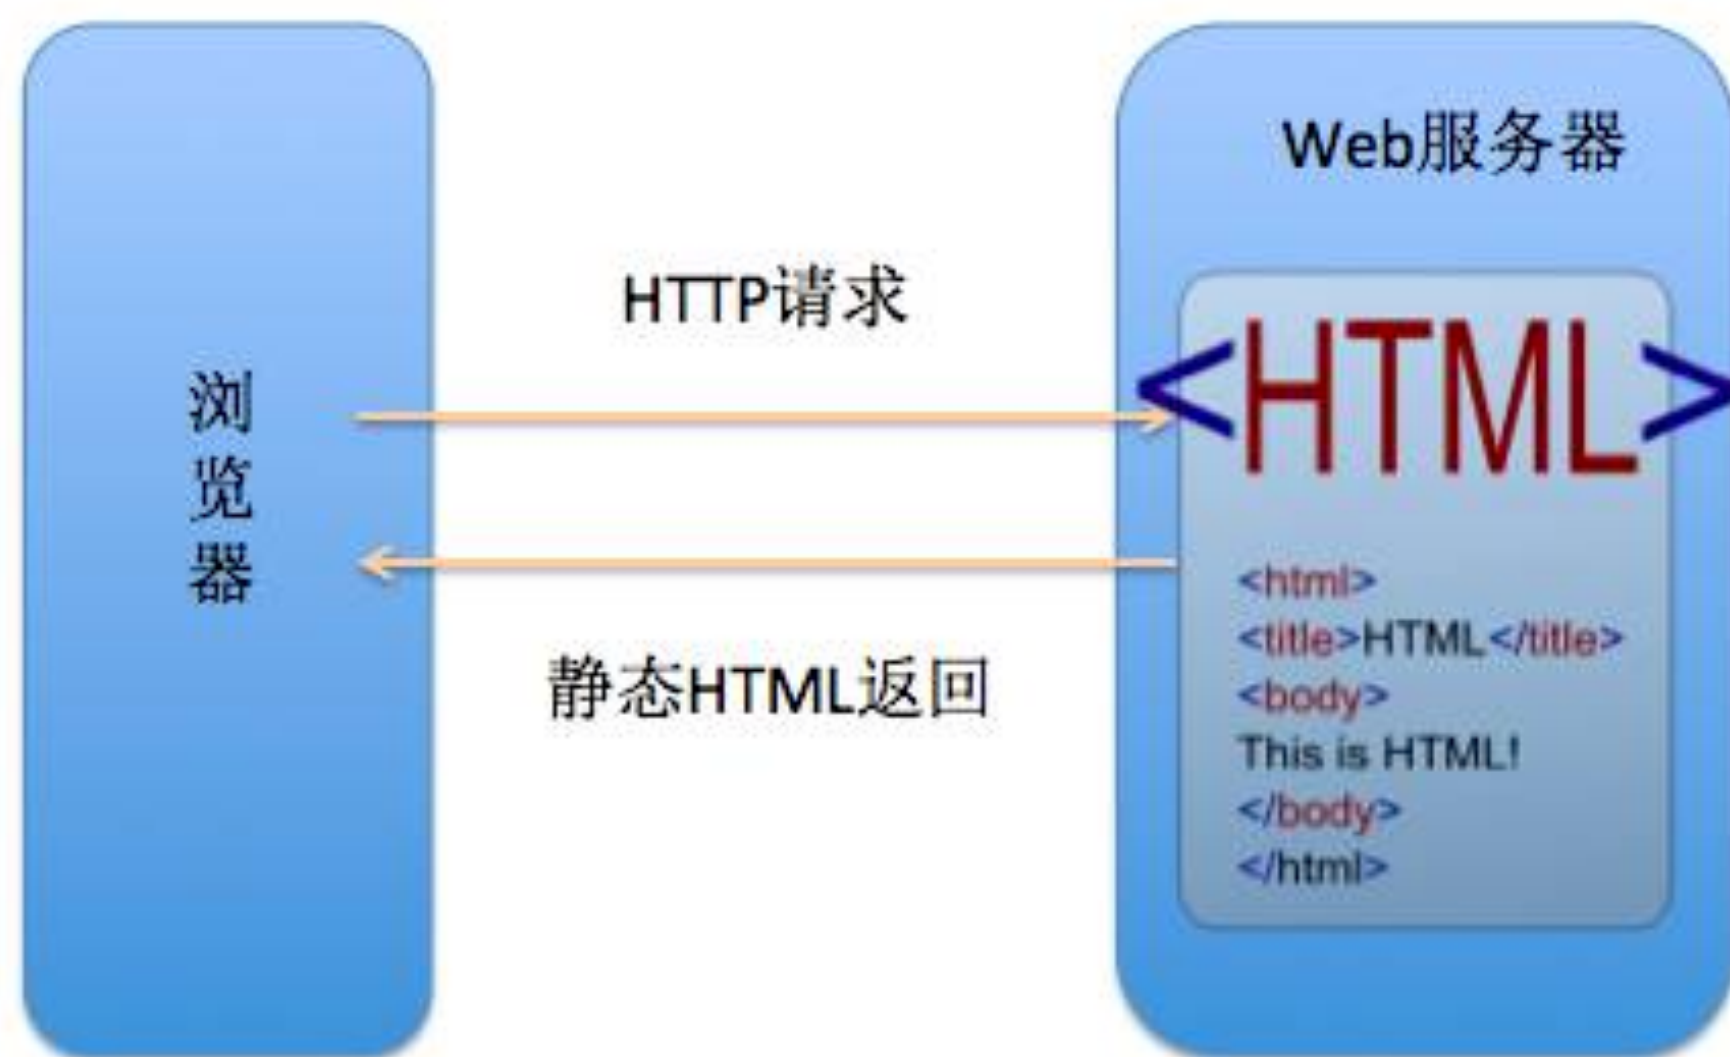 浏览器
HTTP请求
静态HTML返回
Web服务器
<HTML>
<html>
<title>HTML</title>
<body>
This is HTML!
</body>
</html>